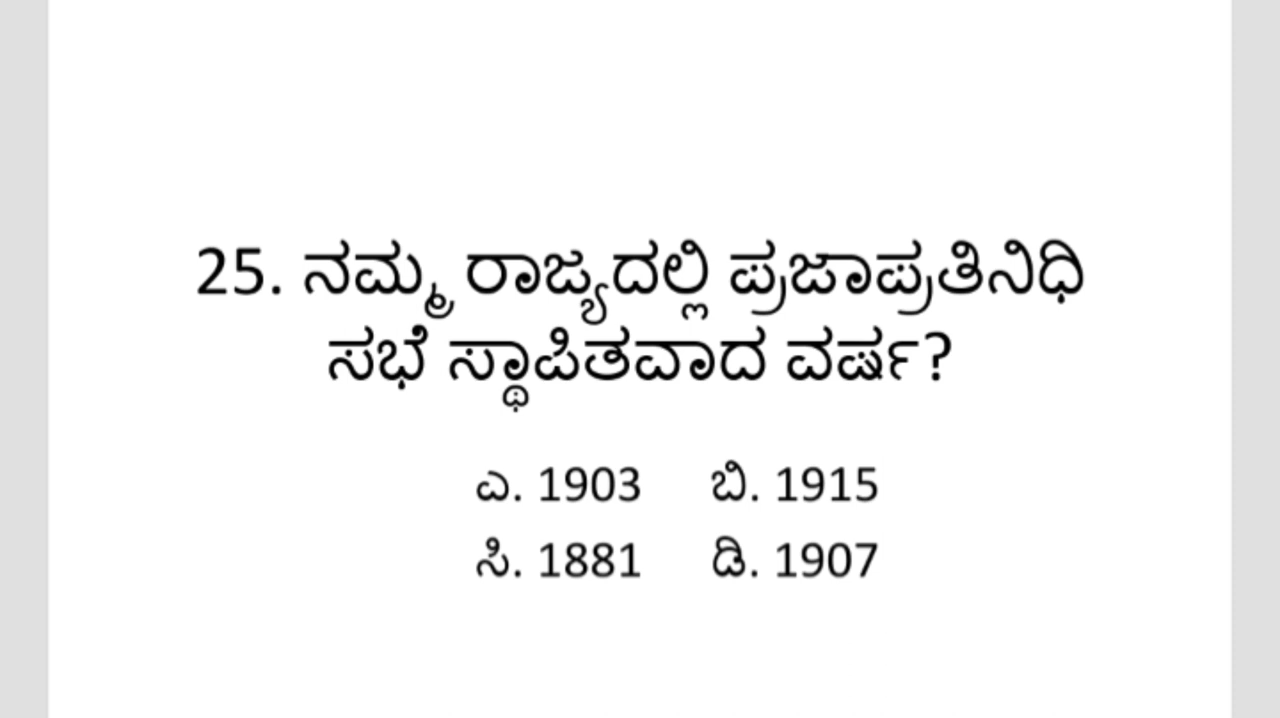 25. ನಮ್ಮ ರಾಜ್ಯದಲ್ಲಿ ಪ್ರಜಾಪ್ರತಿನಿಧಿ
ಸಭೆ ಸ್ಥಾಪಿತವಾದ ವರ್ಷ?
ಎ. 1903 ಬಿ. 1915
ಸಿ. 1881 ಡಿ. 1907